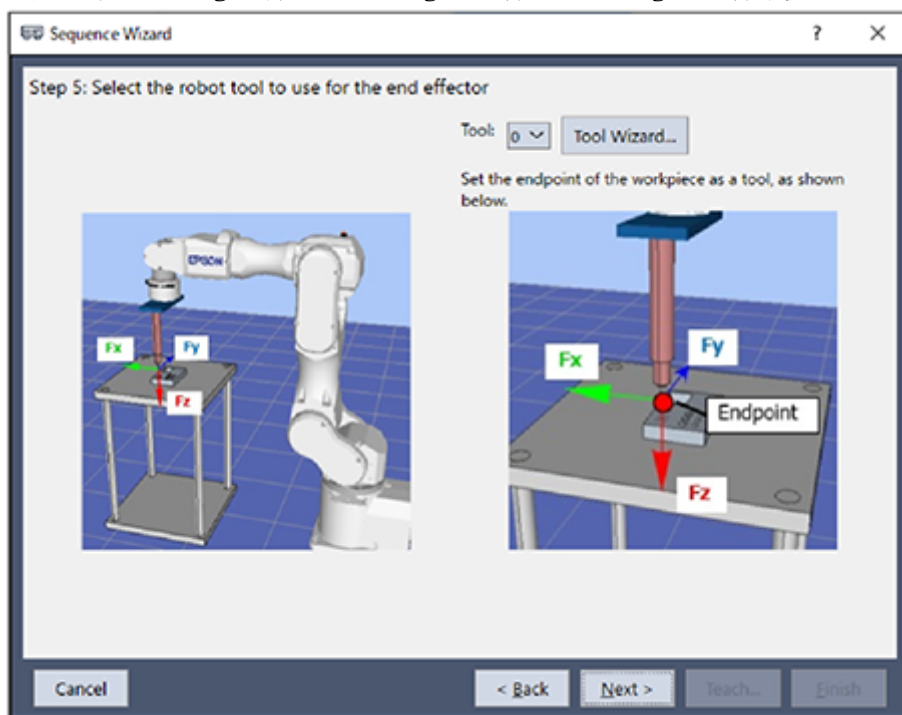 Sequence Wizard
?
Step 5: Select the robot tool to use for the end effector
Tool: 0
Tool Wizard...
Set the endpoint of the workpiece as a tool, as shown
below.
EPSON
Fx
Fy
Fz
Fy
Fx
Endpoint
Fz
Cancel
< Back
Next >
Teach...
Finish